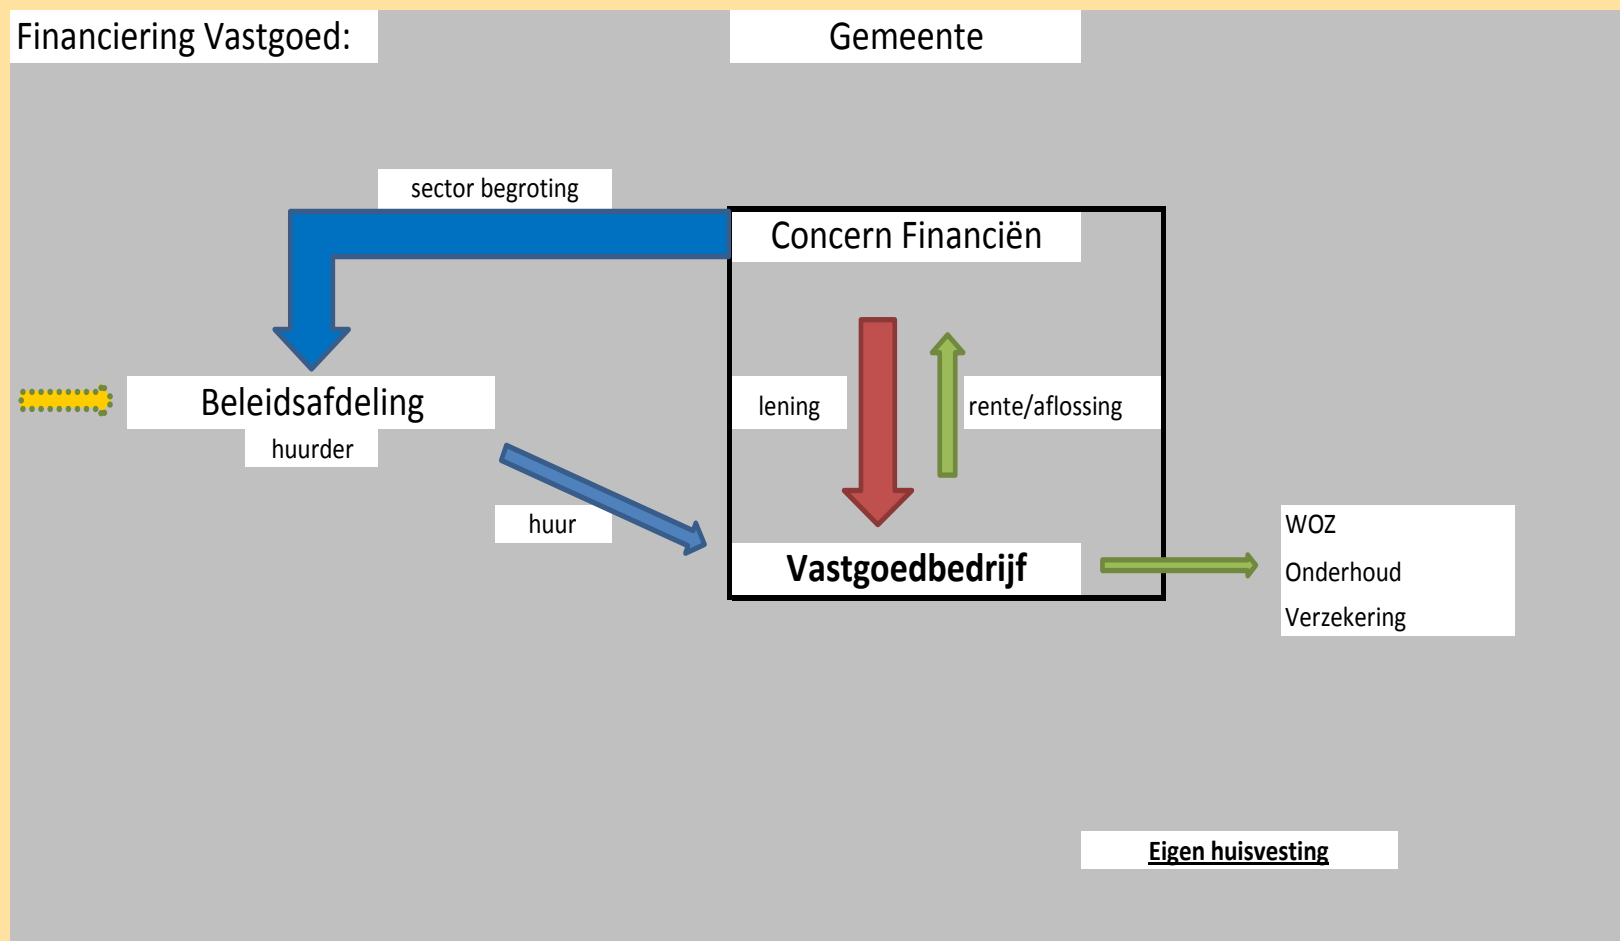 Financiering Vastgoed:
Gemeente
sector begroting
Concern Financiën
Beleidsafdeling
lening
rente/aflossing
huurder
huur
Vastgoedbedrijf
WOZ
Onderhoud
Verzekering
Eigen huisvesting